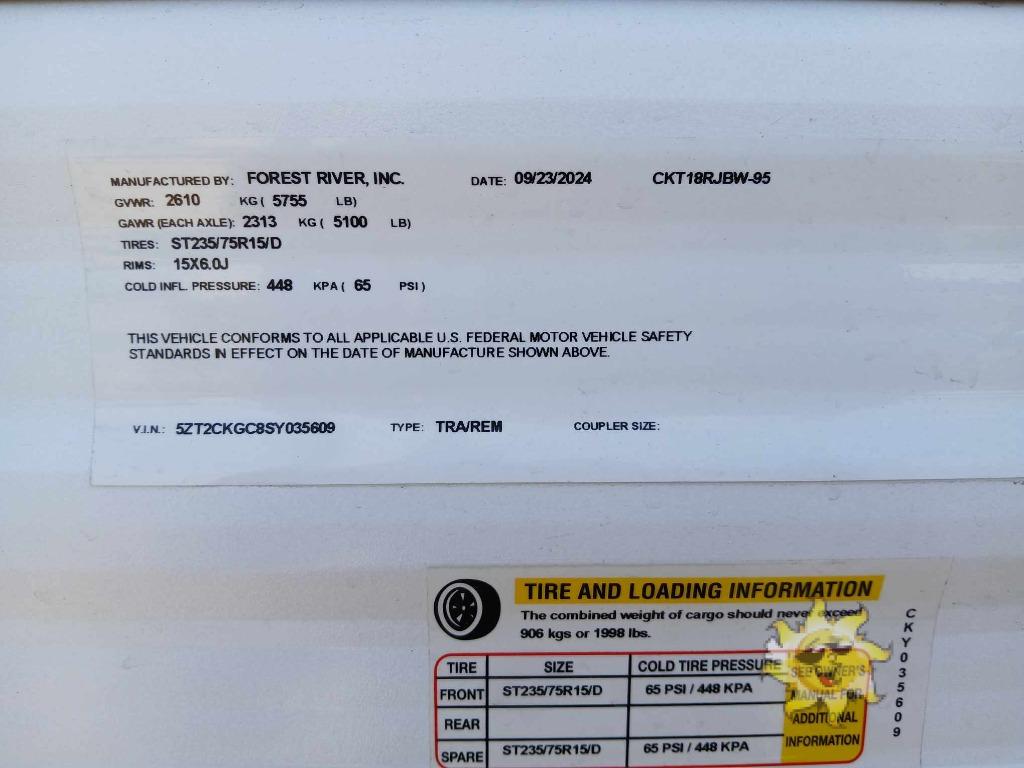 MANUFACTURED BY: FOREST RIVER, INC. DATE: 09/23/2024 CKT18RJBW-95
GVWR: 2610 KG ( 5755 LB)
GAWR (EACH AXLE): 2313 KG ( 5100 LB)
TIRES: ST235/75R15/D
RIMS: 15X6.0J
COLD INFL. PRESSURE: 448 KPA ( 65 PSI )
THIS VEHICLE CONFORMS TO ALL APPLICABLE U.S. FEDERAL MOTOR VEHICLE SAFETY
STANDARDS IN EFFECT ON THE DATE OF MANUFACTURE SHOWN ABOVE.
V.I.N.: 5ZT2CKGC8SY035609 TYPE: TRA/REM COUPLER SIZE:
TIRE AND LOADING INFORMATION
The combined weight of cargo should never exceed
906 kgs or 1998 lbs.
TIRE SIZE COLD TIRE PRESSURE
FRONT ST235/75R15/D 65 PSI / 448 KPA
REAR
SPARE ST235/75R15/D 65 PSI / 448 KPA
SEE OWNER'S
MANUAL FOR
ADDITIONAL
INFORMATION
CKY035609